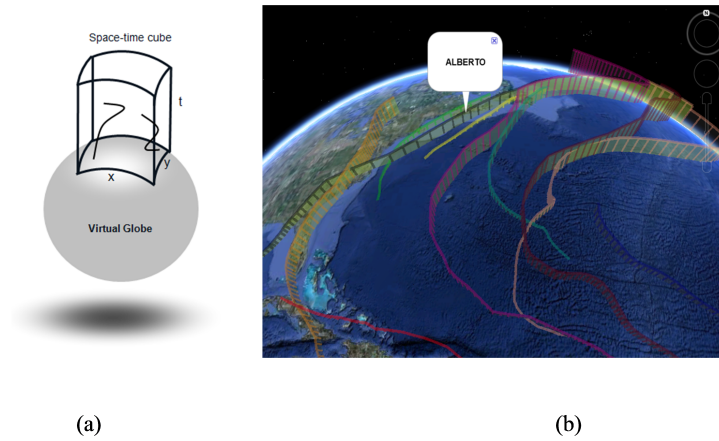 Space-time cube
t
y
x
Virtual Globe
ALBERTO
N
(a)
(b)